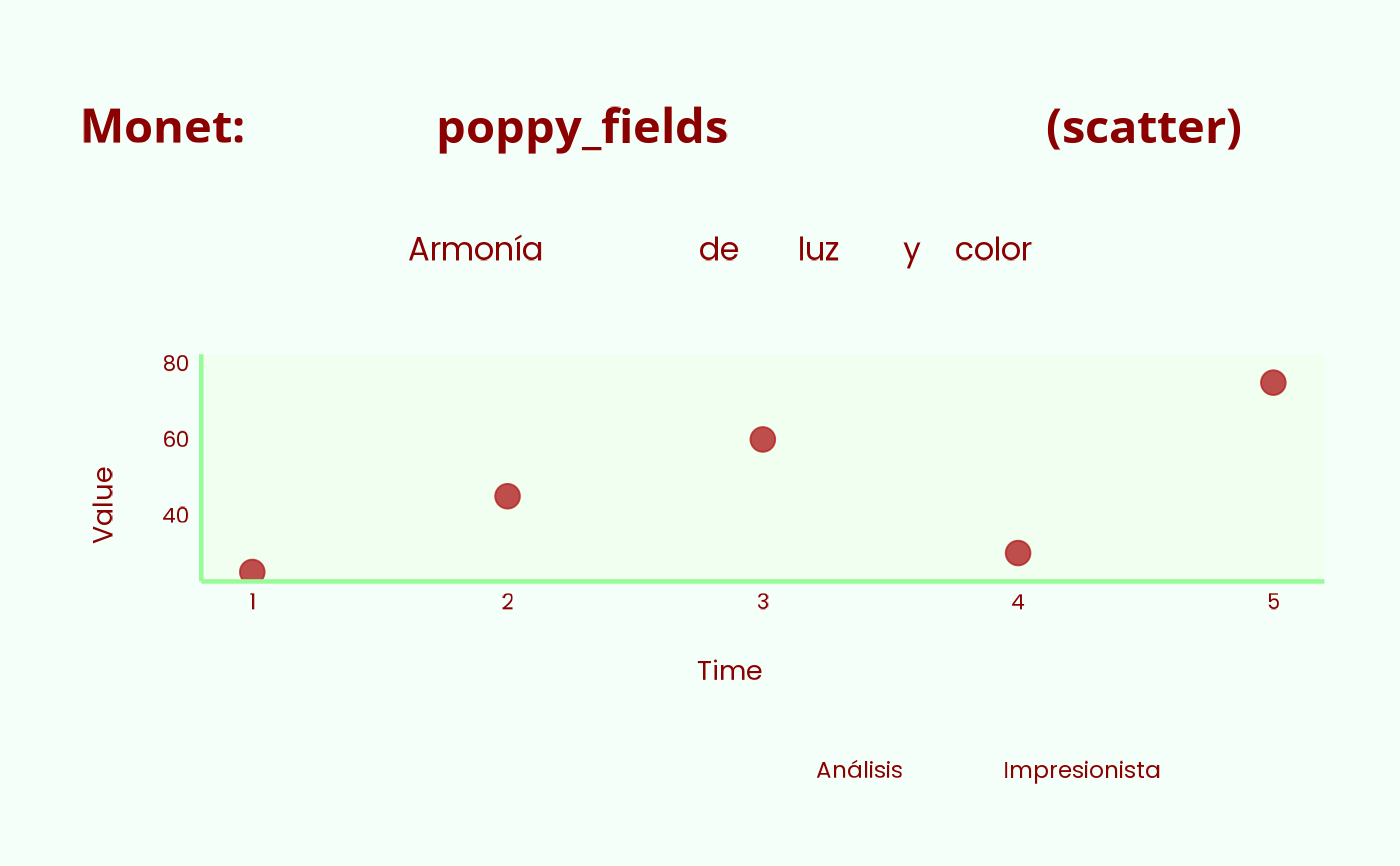 Monet: poppy_fields (scatter)
Armonía de luz y color
80
60
40
Value
1 2 3 4 5
Time
Análisis Impresionista